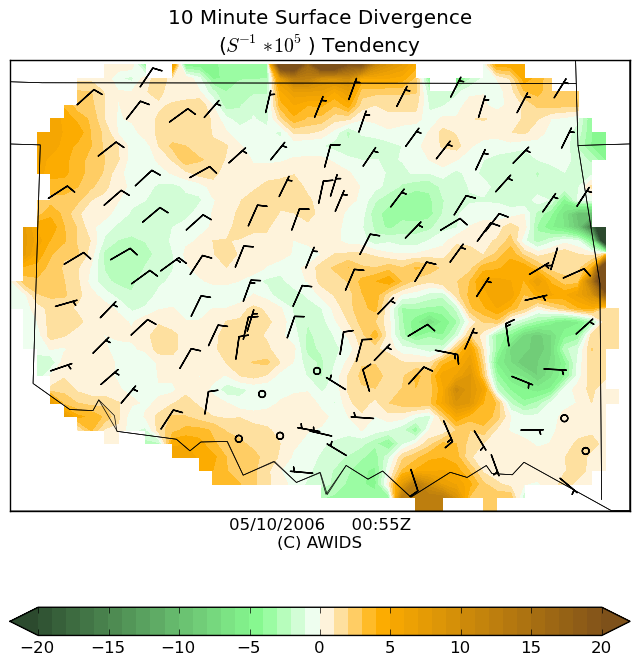 10 Minute Surface Divergence
(S⁻¹ *10⁵ ) Tendency
05/10/2006 00:55Z
(C) AWIDS
−20 −15 −10 −5 0 5 10 15 20